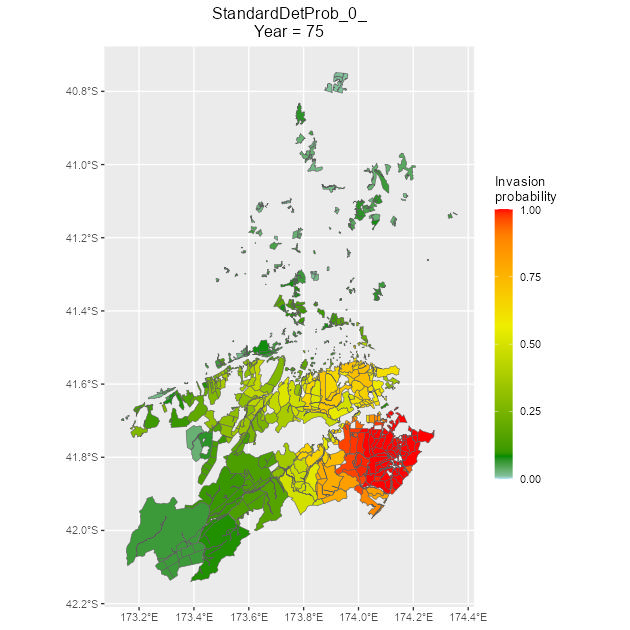 StandardDetProb_0_
Year = 75
40.8°S
41.0°S
41.2°S
41.4°S
41.6°S
41.8°S
42.0°S
42.2°S
173.2°E
173.4°E
173.6°E
173.8°E
174.0°E
174.2°E
174.4°E
Invasion
probability
1.00
0.75
0.50
0.25
0.00